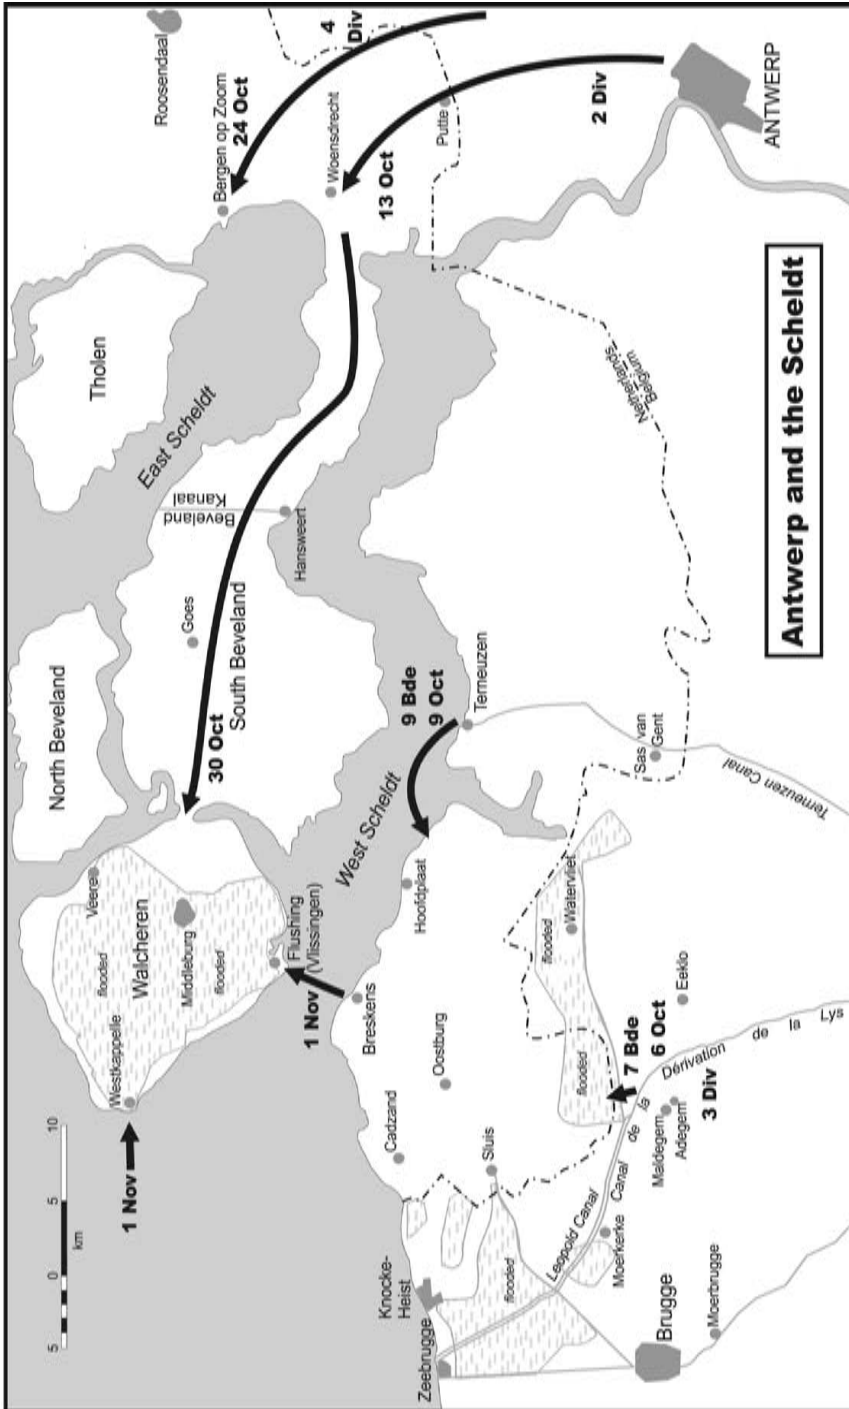 Roosendaal
4
Div
Bergen op Zoom
24 Oct
Woensdrecht
13 Oct
Putte
2 Div
ANTWERP
Tholen
East Scheldt
Beveland
Kanaal
Hansweert
Netherlands
Belgium
Antwerp and the Scheldt
North Beveland
Goes
South Beveland
30 Oct
9 Bde
9 Oct
Terneuzen
Sas van
Gent
Terneuzen Canal
West Scheldt
Veere
flooded
Walcheren
Middleburg
flooded
Westkappelle
Flushing
(Vlissingen)
1 Nov
1 Nov
Breskens
Hoofdplaat
flooded
Watervliet
Oostburg
Cadzand
Sluis
flooded
7 Bde
6 Oct
Eeklo
Maldegem
Adegem
3 Div
Canal de la Dérivation de la Lys
Leopold Canal
Moerkerke
flooded
Knocke-
Heist
Zeebrugge
Brugge
Moerbrugge
5 0 5 10
km